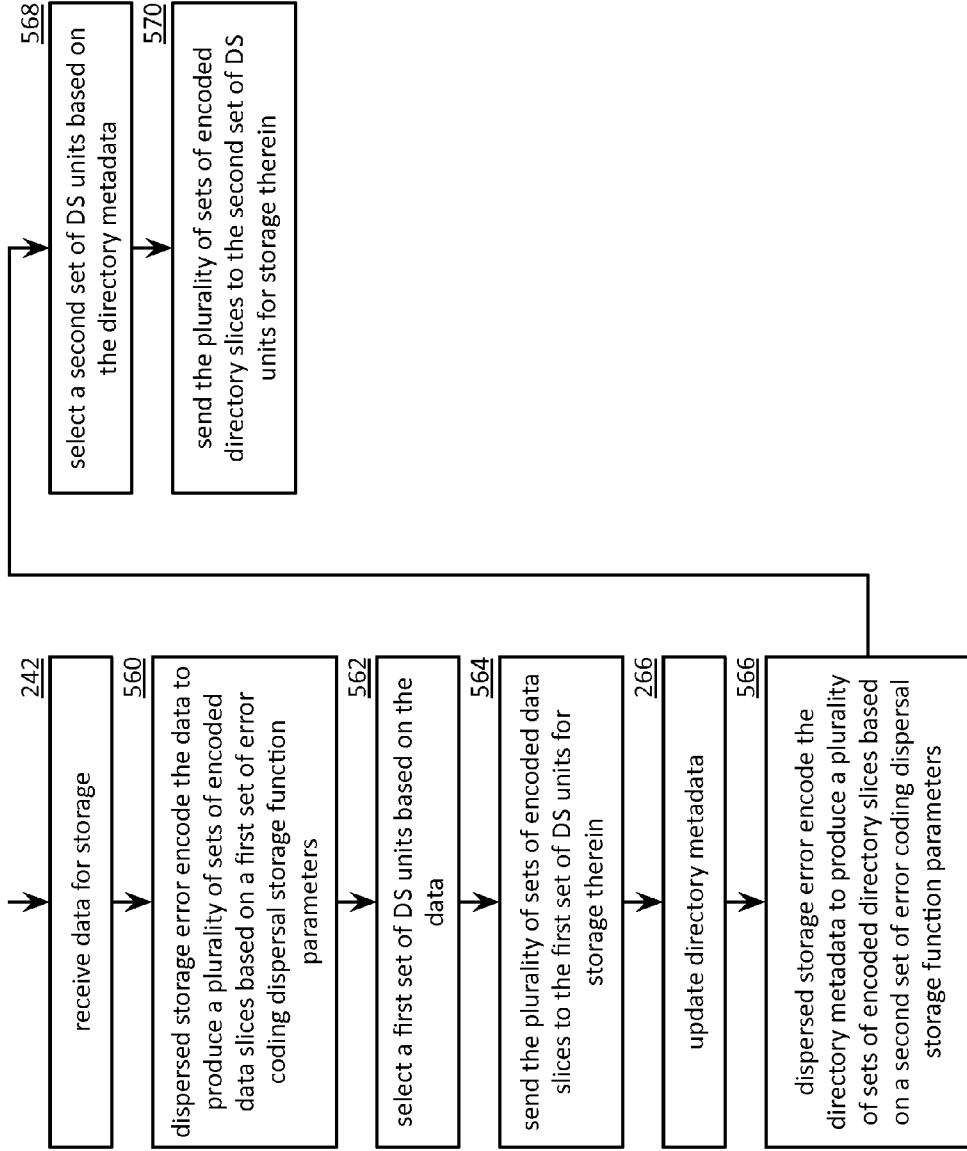 242
receive data for storage
560
dispersed storage error encode the data to
produce a plurality of sets of encoded
data slices based on a first set of error
coding dispersal storage function
parameters
562
select a first set of DS units based on the
data
564
send the plurality of sets of encoded data
slices to the first set of DS units for
storage therein
266
update directory metadata
566
dispersed storage error encode the
directory metadata to produce a plurality
of sets of encoded directory slices based
on a second set of error coding dispersal
storage function parameters
568
select a second set of DS units based on
the directory metadata
570
send the plurality of sets of encoded
directory slices to the second set of DS
units for storage therein